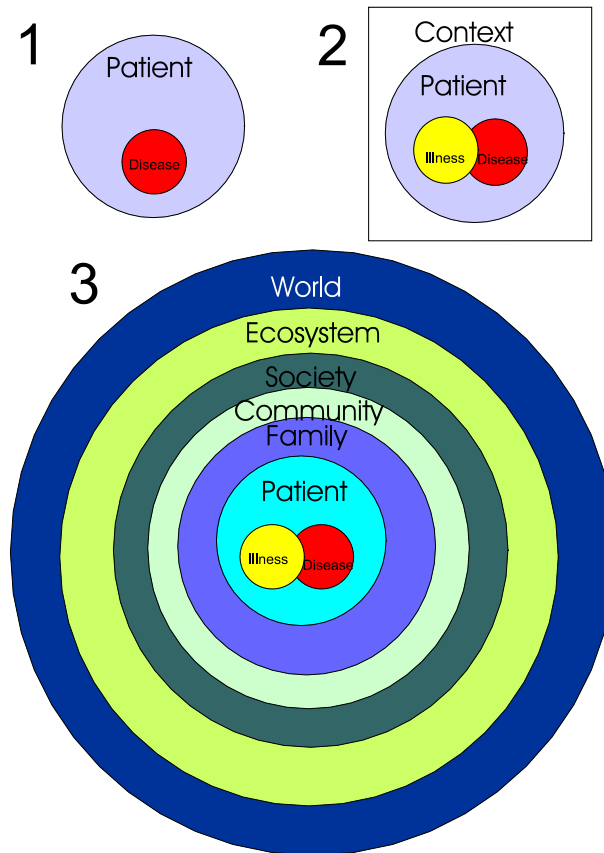 1
Patient
Disease
2
Context
Patient
Illness
Disease
3
World
Ecosystem
Society
Community
Family
Patient
Illness
Disease